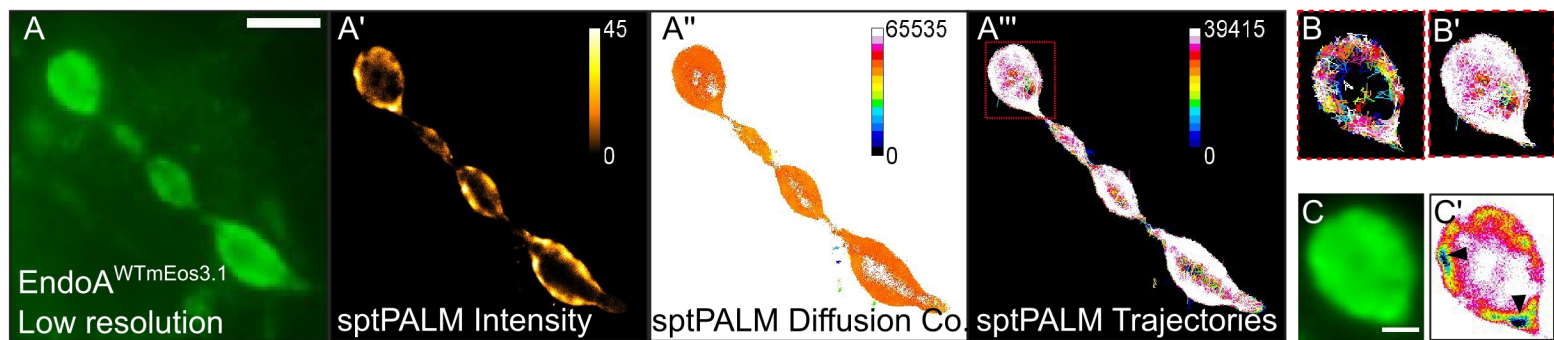 A
EndoA^WTmEos3.1
Low resolution
A'
45
0
sptPALM Intensity
A''
65535
0
sptPALM Diffusion Co.
A'''
39415
0
sptPALM Trajectories
B
B'
C
C'